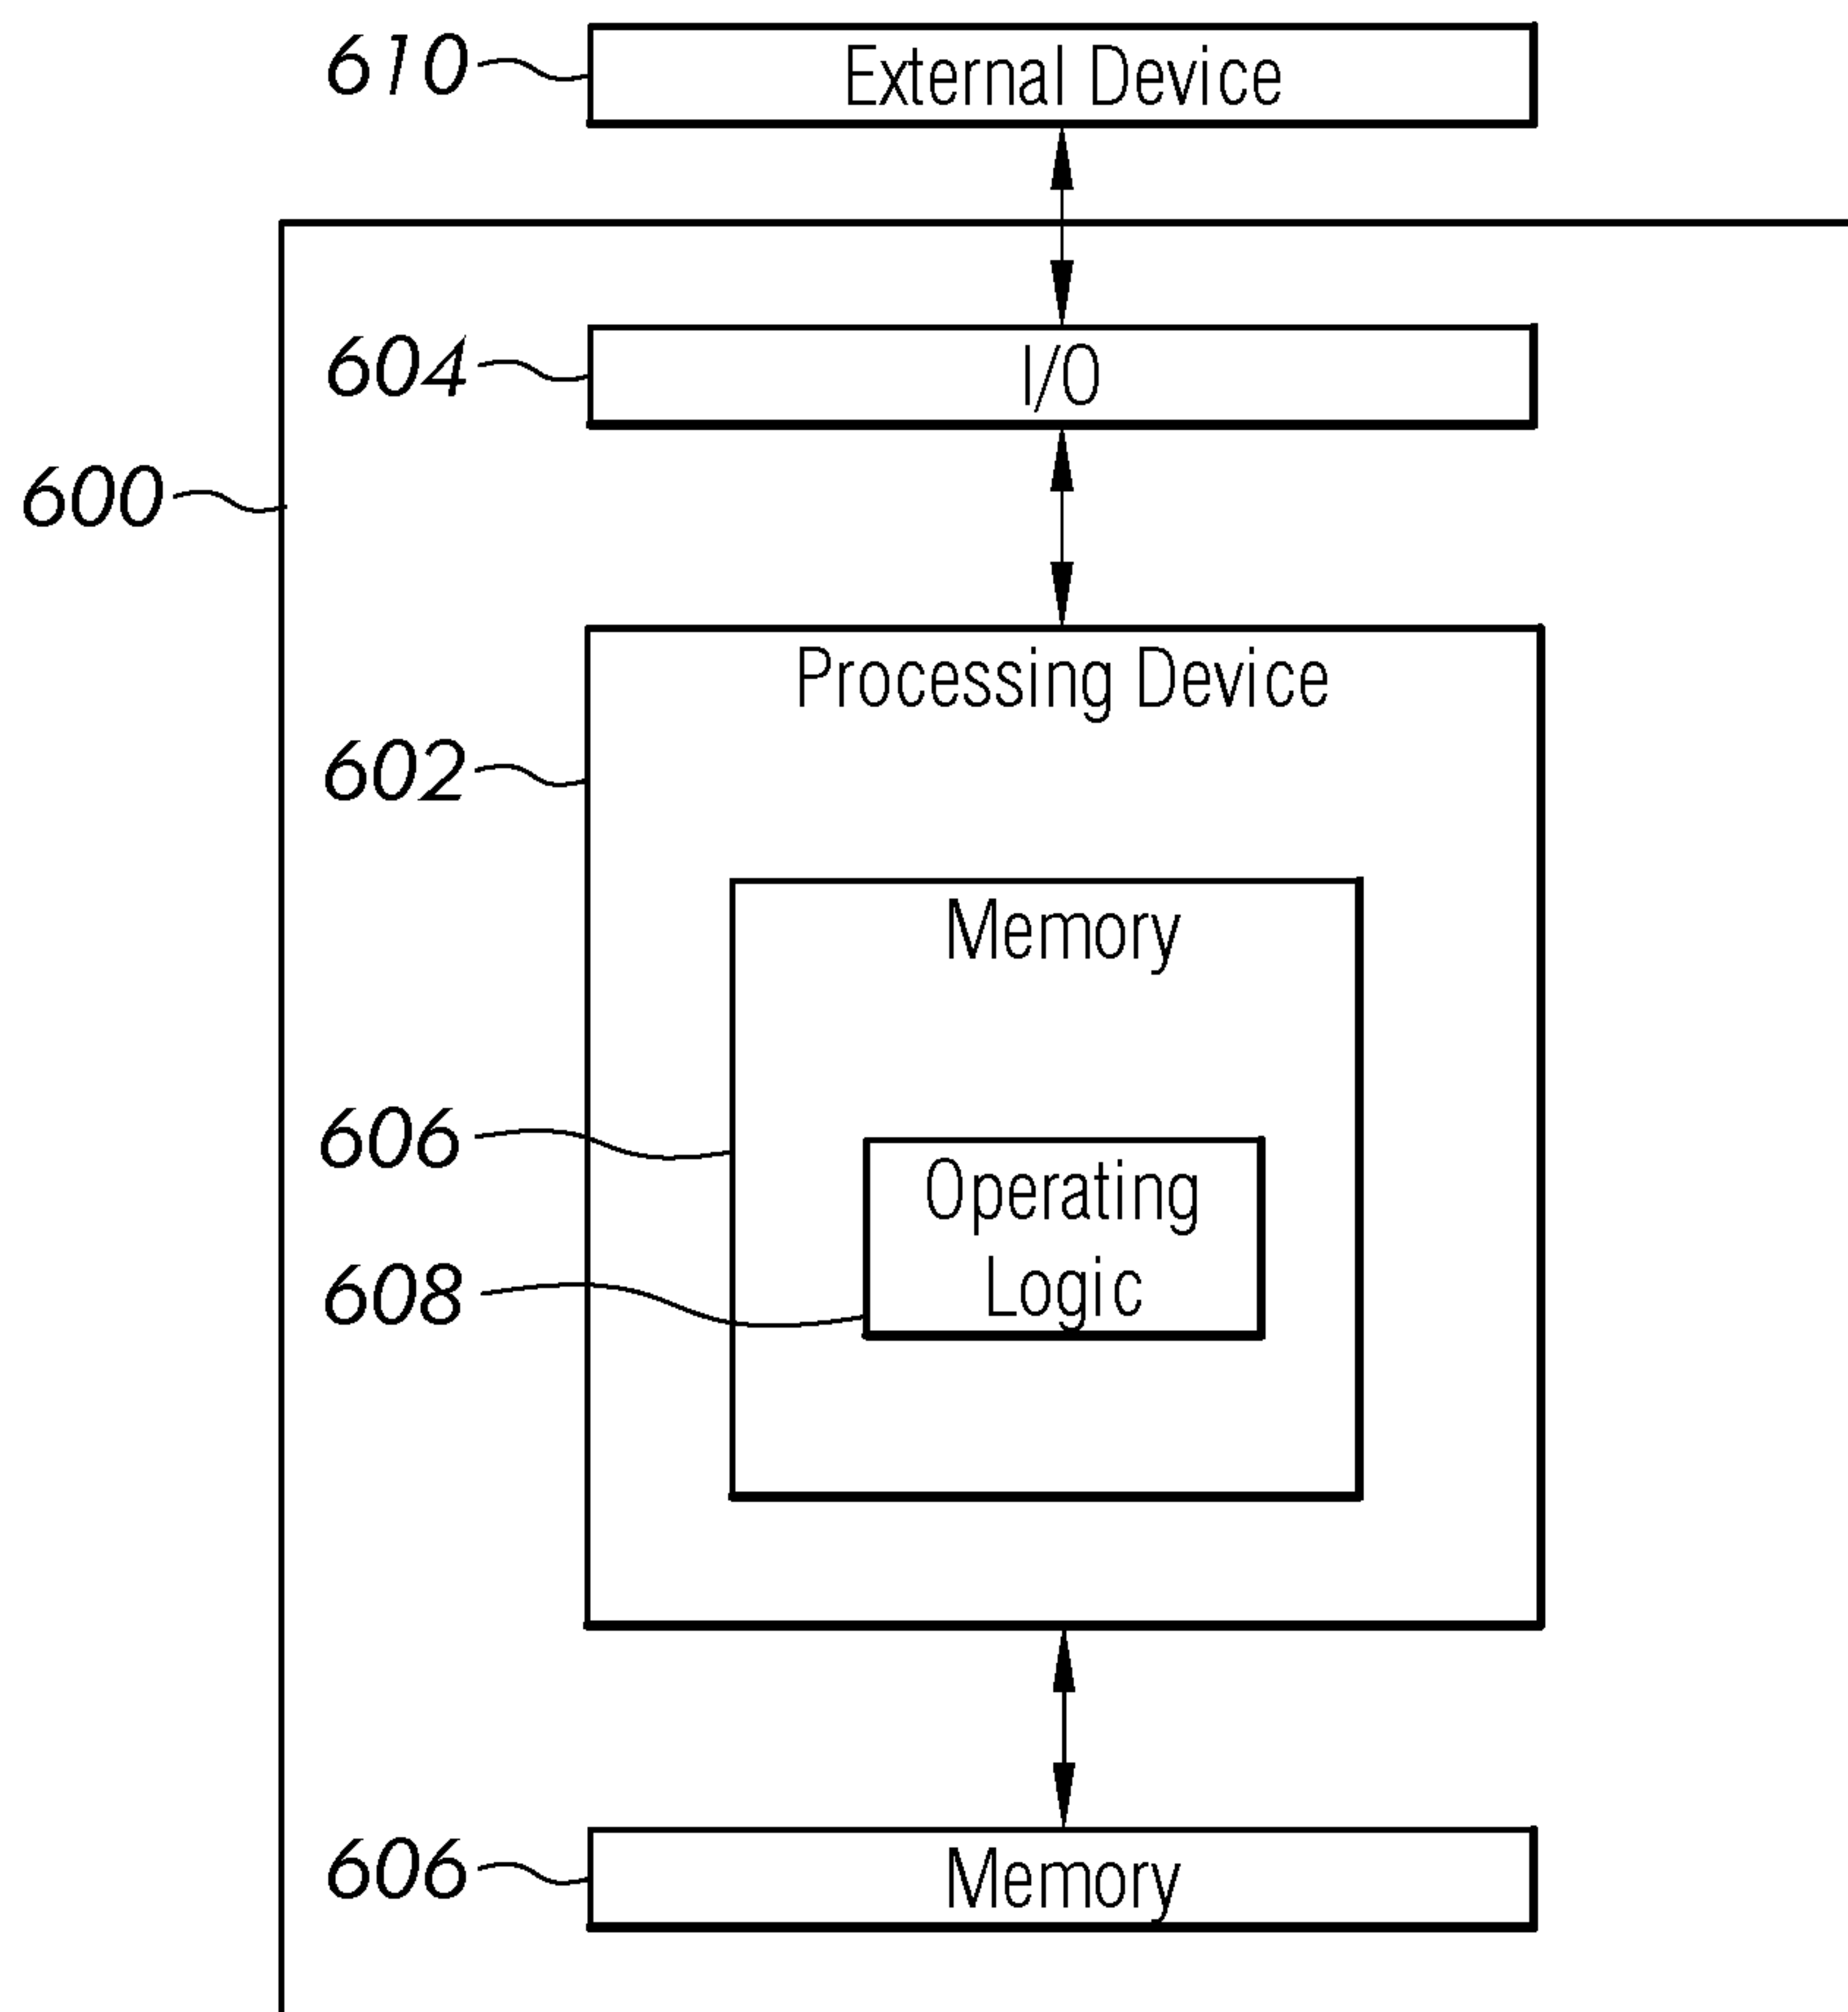 610 External Device
604 I/O
600
Processing Device
602
Memory
606
Operating
Logic
608
606 Memory